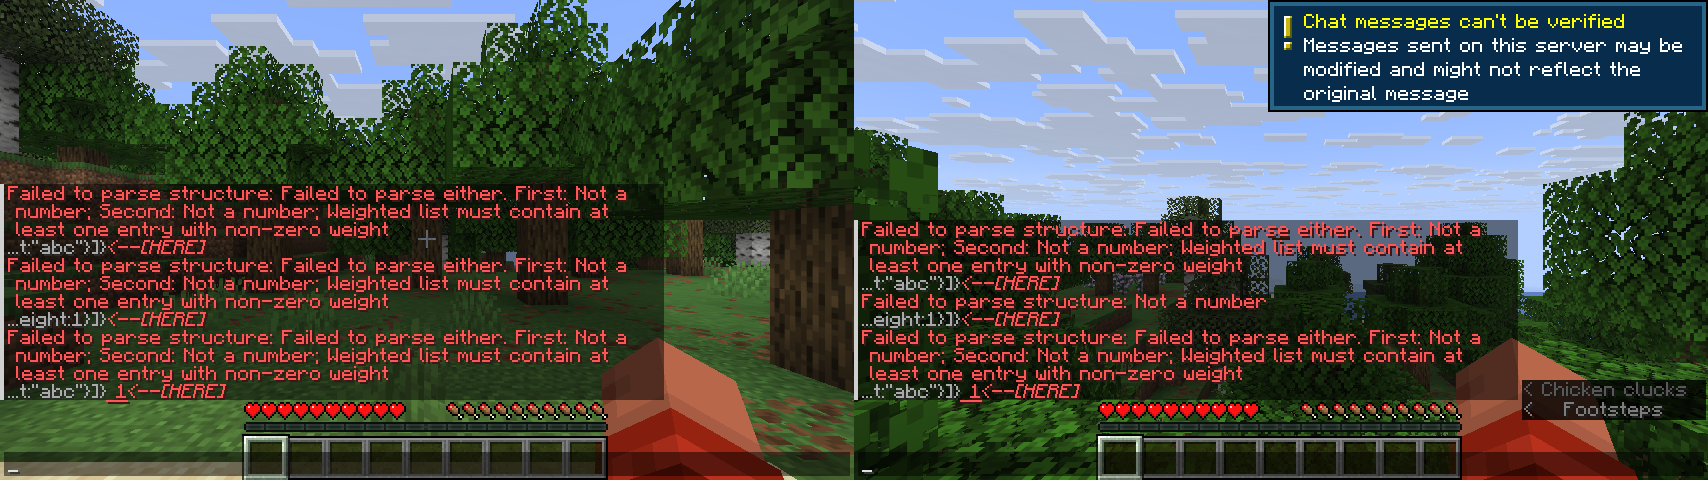 Failed to parse structure: Failed to parse either. First: Not a
number; Second: Not a number; Weighted list must contain at
least one entry with non-zero weight
...t:"abc"}]}<--[HERE]
Failed to parse structure: Failed to parse either. First: Not a
number; Second: Not a number; Weighted list must contain at
least one entry with non-zero weight
...eight:1}]}<--[HERE]
Failed to parse structure: Failed to parse either. First: Not a
number; Second: Not a number; Weighted list must contain at
least one entry with non-zero weight
...t:"abc"}]} 1<--[HERE]
_
Chat messages can't be verified
Messages sent on this server may be
modified and might not reflect the
original message
Failed to parse structure: Failed to parse either. First: Not a
number; Second: Not a number; Weighted list must contain at
least one entry with non-zero weight
...t:"abc"}]}<--[HERE]
Failed to parse structure: Not a number
...eight:1}]}<--[HERE]
Failed to parse structure: Failed to parse either. First: Not a
number; Second: Not a number; Weighted list must contain at
least one entry with non-zero weight
...t:"abc"}]} 1<--[HERE]
< Chicken clucks
< Footsteps
_